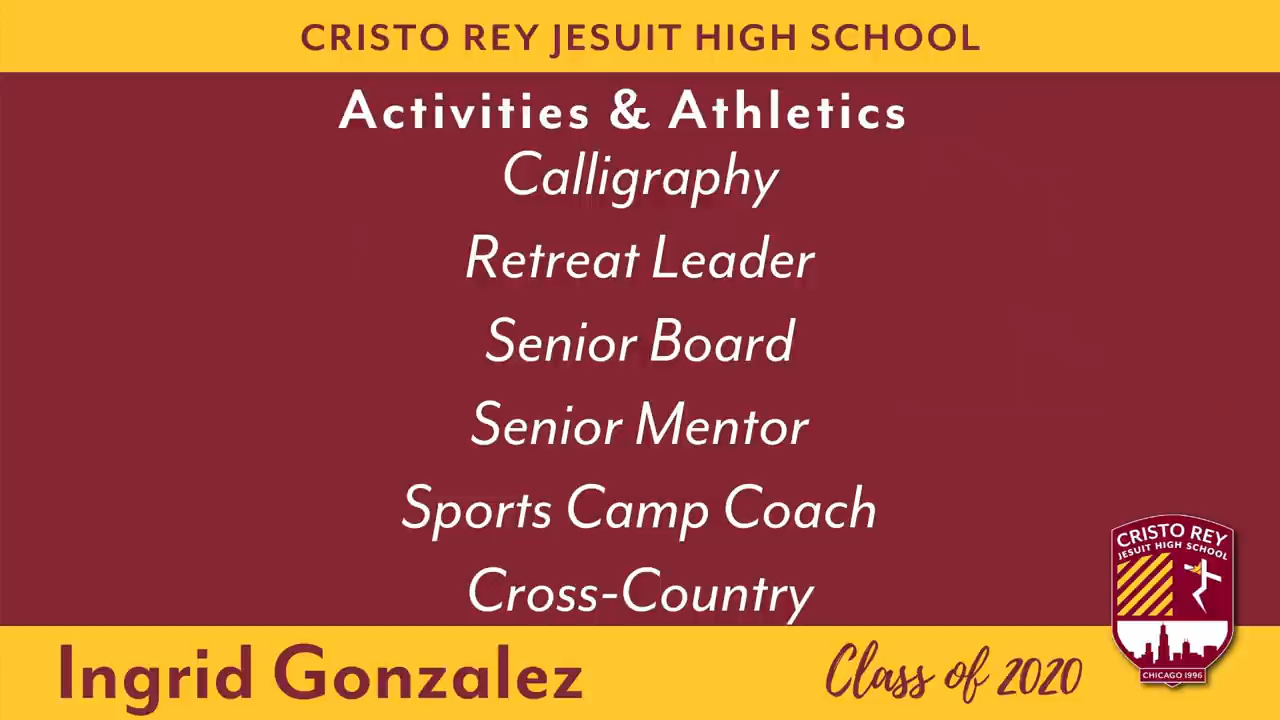 CRISTO REY JESUIT HIGH SCHOOL
Activities & Athletics
Calligraphy
Retreat Leader
Senior Board
Senior Mentor
Sports Camp Coach
Cross-Country
Ingrid Gonzalez
Class of 2020
CRISTO REY
JESUIT HIGH SCHOOL
CHICAGO 1996